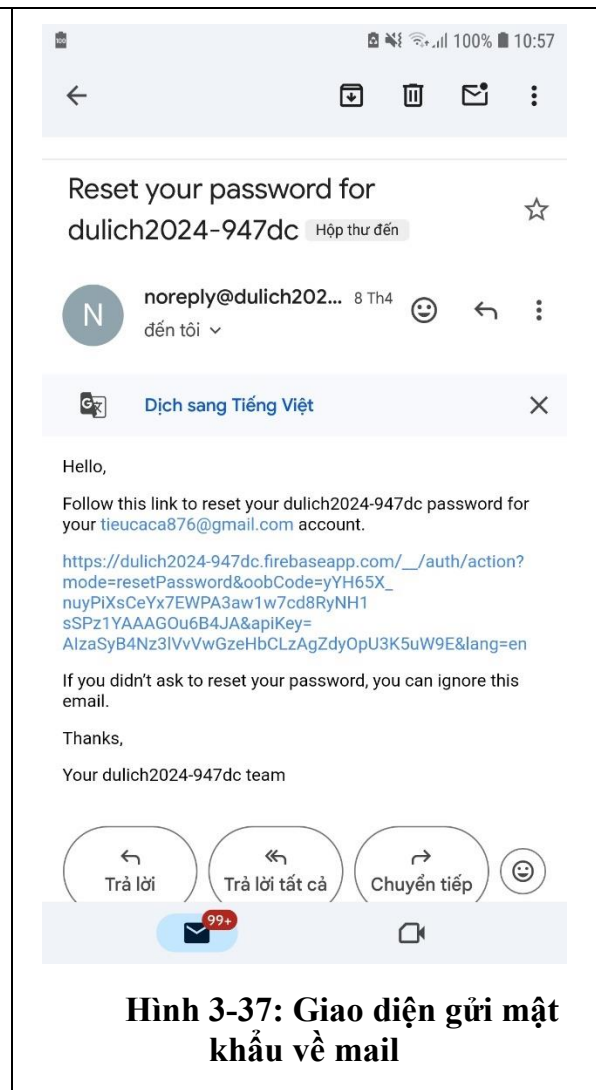 100% 10:57
Reset your password for
dulich2024-947dc Hộp thư đến
N noreply@dulich202... 8 Th4
đến tôi
Dịch sang Tiếng Việt
Hello,
Follow this link to reset your dulich2024-947dc password for
your tieucaca876@gmail.com account.
https://dulich2024-947dc.firebaseapp.com/__/auth/action?
mode=resetPassword&oobCode=yYH65X_
nuyPiXsCeYx7EWPA3aw1w7cd8RyNH1
sSPz1YAAAGOu6B4JA&apiKey=
AIzaSyB4Nz3lVvVwGzeHbCLzAgZdyOpU3K5uW9E&lang=en
If you didn't ask to reset your password, you can ignore this
email.
Thanks,
Your dulich2024-947dc team
Trả lời Trả lời tất cả Chuyển tiếp
99+
Hình 3-37: Giao diện gửi mật
khẩu về mail